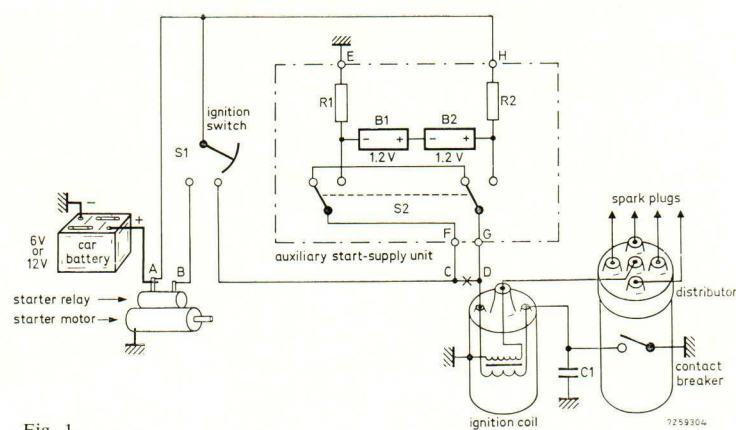 E
H
R1
R2
ignition
switch
B1
B2
- +
- +
1.2 V
1.2 V
S1
S2
spark plugs
-
+
6V
or
12V
car
battery
A
B
F
G
auxiliary start-supply unit
C
D
distributor
starter relay
starter motor
contact
breaker
C1
ignition coil
7Z59304
Fig. 1